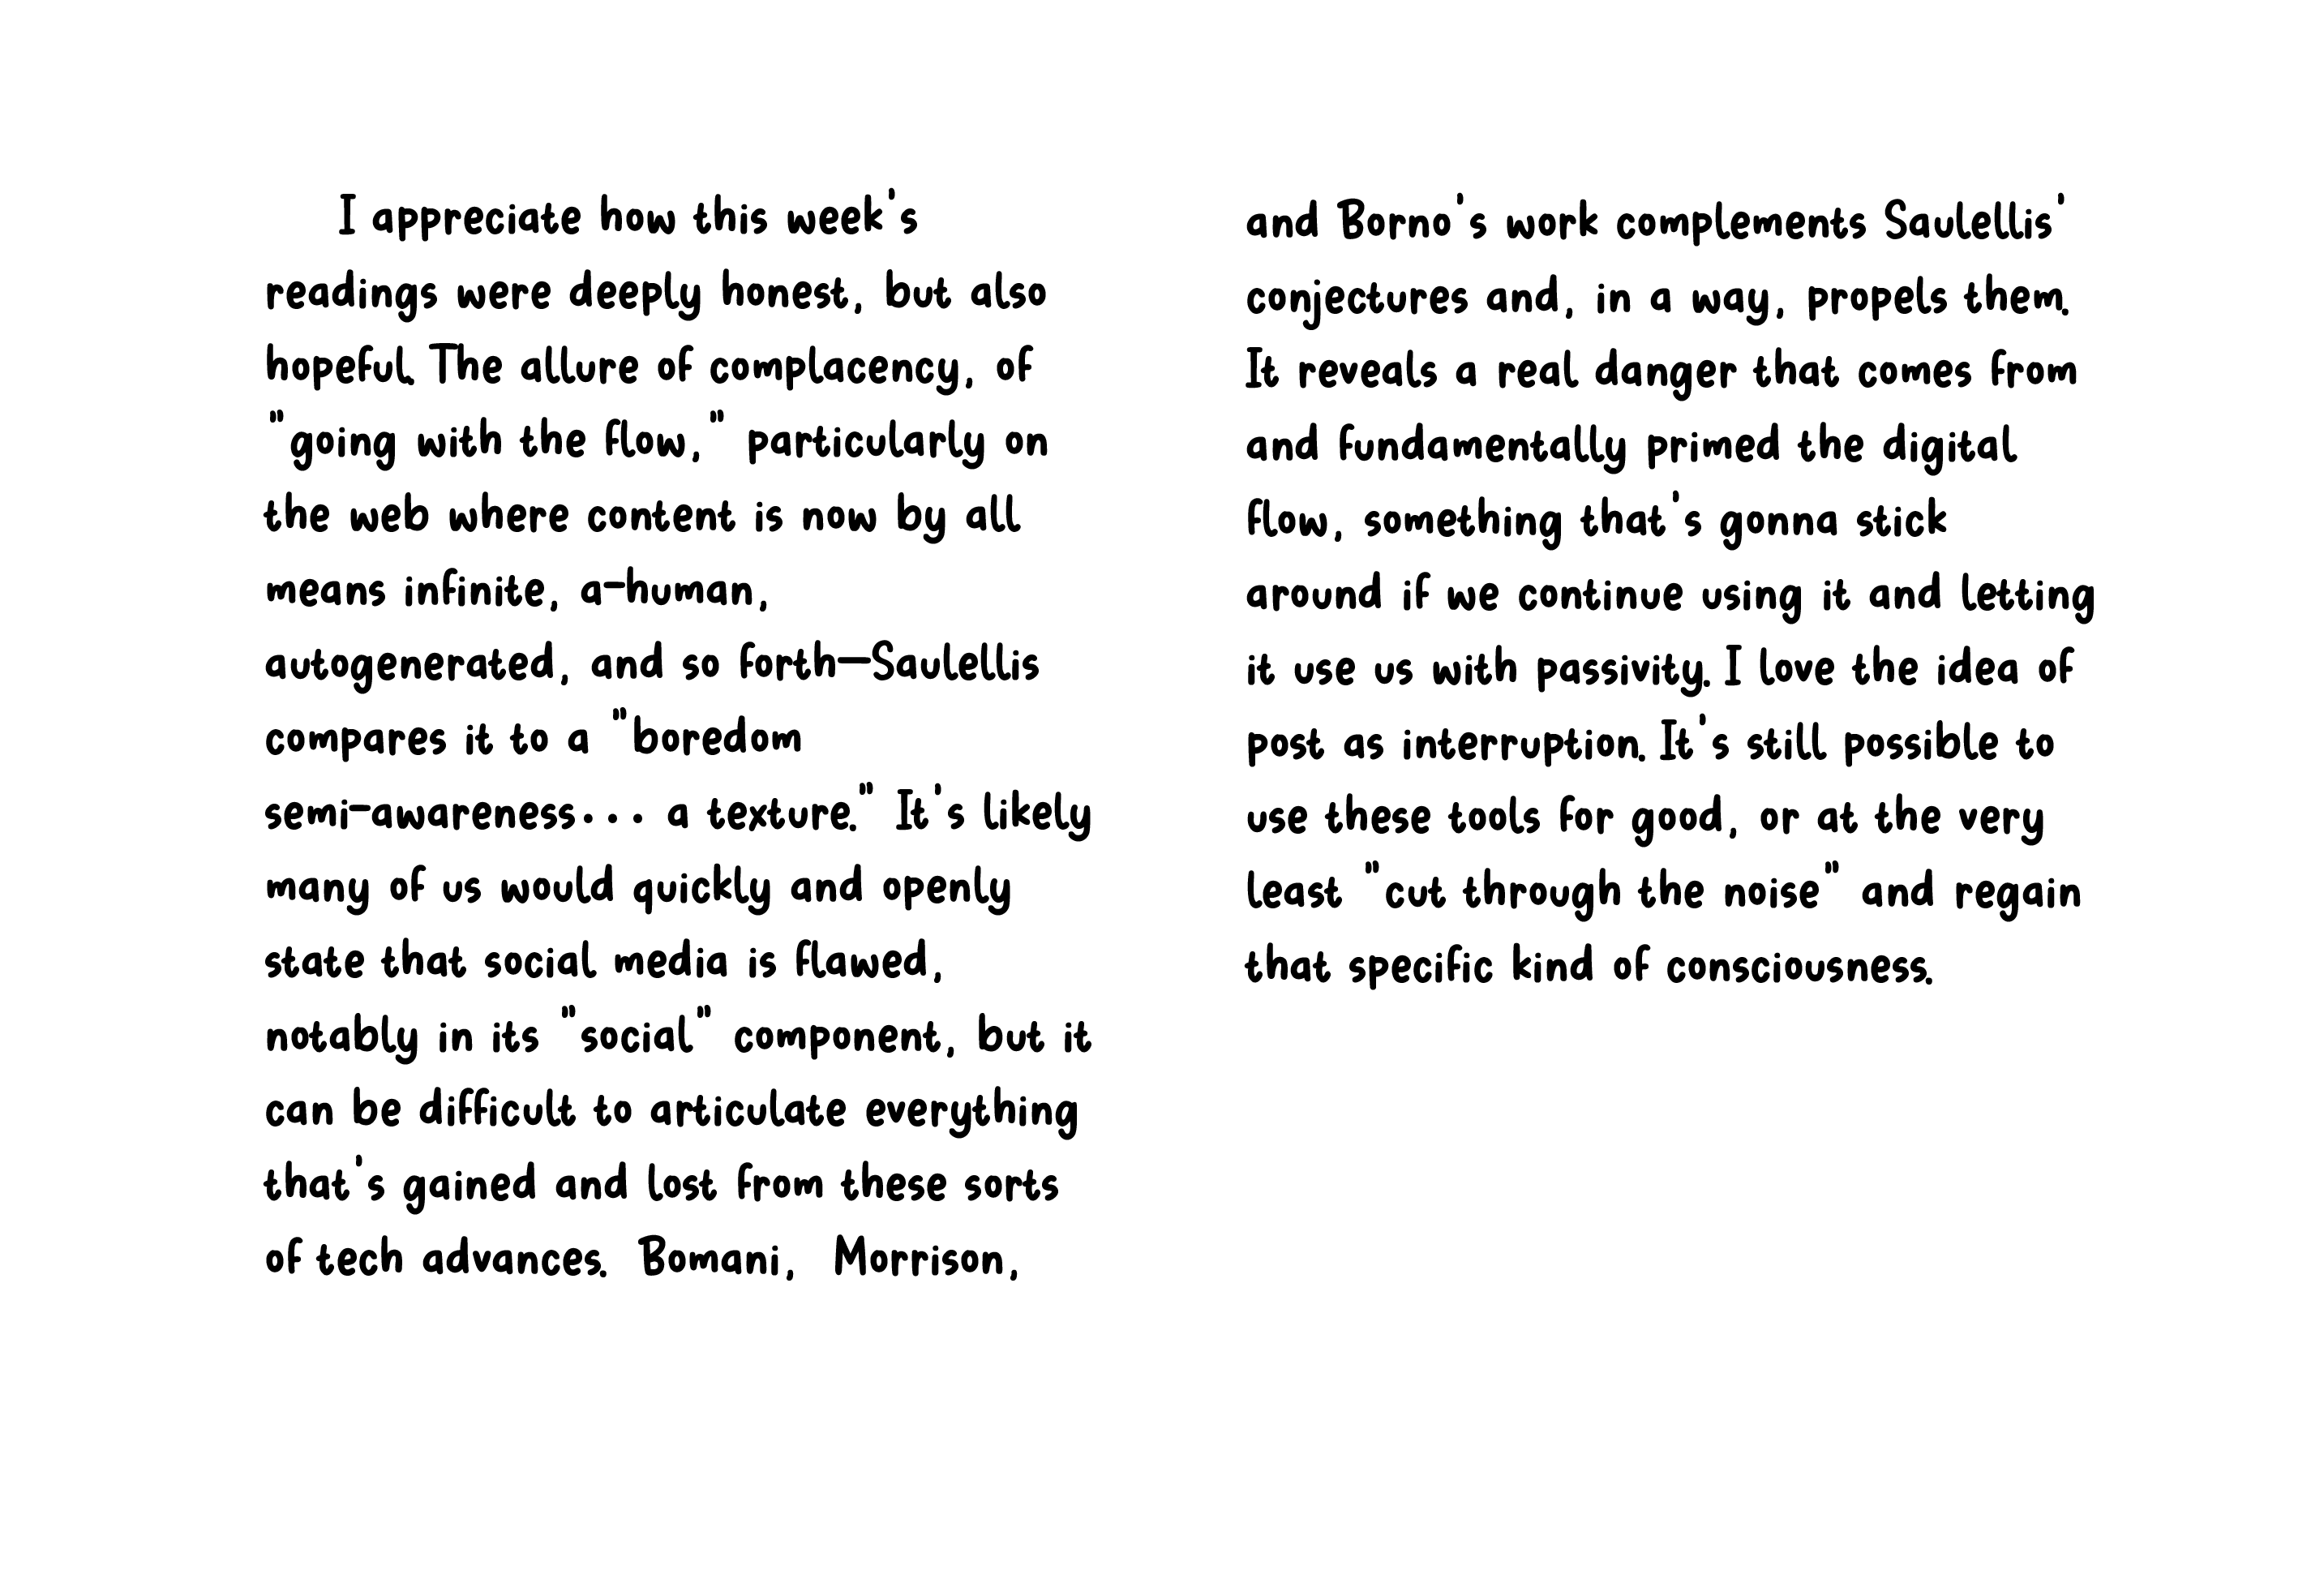 I appreciate how this week's
readings were deeply honest, but also
hopeful. The allure of complacency, of
"going with the flow," particularly on
the web where content is now by all
means infinite, a-human,
autogenerated, and so forth—Saulellis
compares it to a "boredom
semi-awareness... a texture." It's likely
many of us would quickly and openly
state that social media is flawed,
notably in its "social" component, but it
can be difficult to articulate everything
that's gained and lost from these sorts
of tech advances. Bomani, Morrison,
and Borno's work complements Saulellis'
conjectures and, in a way, propels them.
It reveals a real danger that comes from
and fundamentally primed the digital
flow, something that's gonna stick
around if we continue using it and letting
it use us with passivity. I love the idea of
post as interruption. It's still possible to
use these tools for good, or at the very
least "cut through the noise" and regain
that specific kind of consciousness.